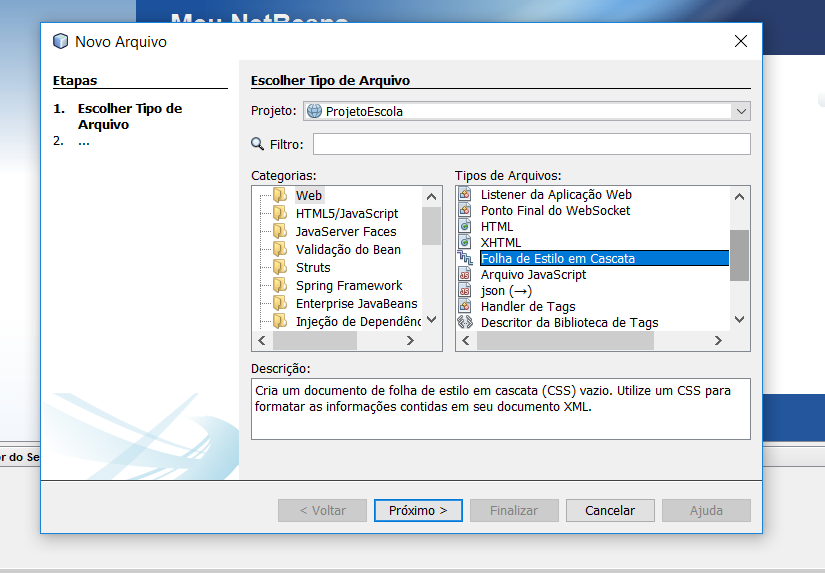 Meu NetBeans
Novo Arquivo
Etapas
1. Escolher Tipo de
Arquivo
2. ...
Escolher Tipo de Arquivo
Projeto: ProjetoEscola
Filtro:
Categorias:
Web
HTML5/JavaScript
JavaServer Faces
Validação do Bean
Struts
Spring Framework
Enterprise JavaBeans
Injeção de Dependênc
Tipos de Arquivos:
Listener da Aplicação Web
Ponto Final do WebSocket
HTML
XHTML
Folha de Estilo em Cascata
Arquivo JavaScript
json (→)
Handler de Tags
Descritor da Biblioteca de Tags
Descrição:
Cria um documento de folha de estilo em cascata (CSS) vazio. Utilize um CSS para
formatar as informações contidas em seu documento XML.
or do Se
< Voltar
Próximo >
Finalizar
Cancelar
Ajuda